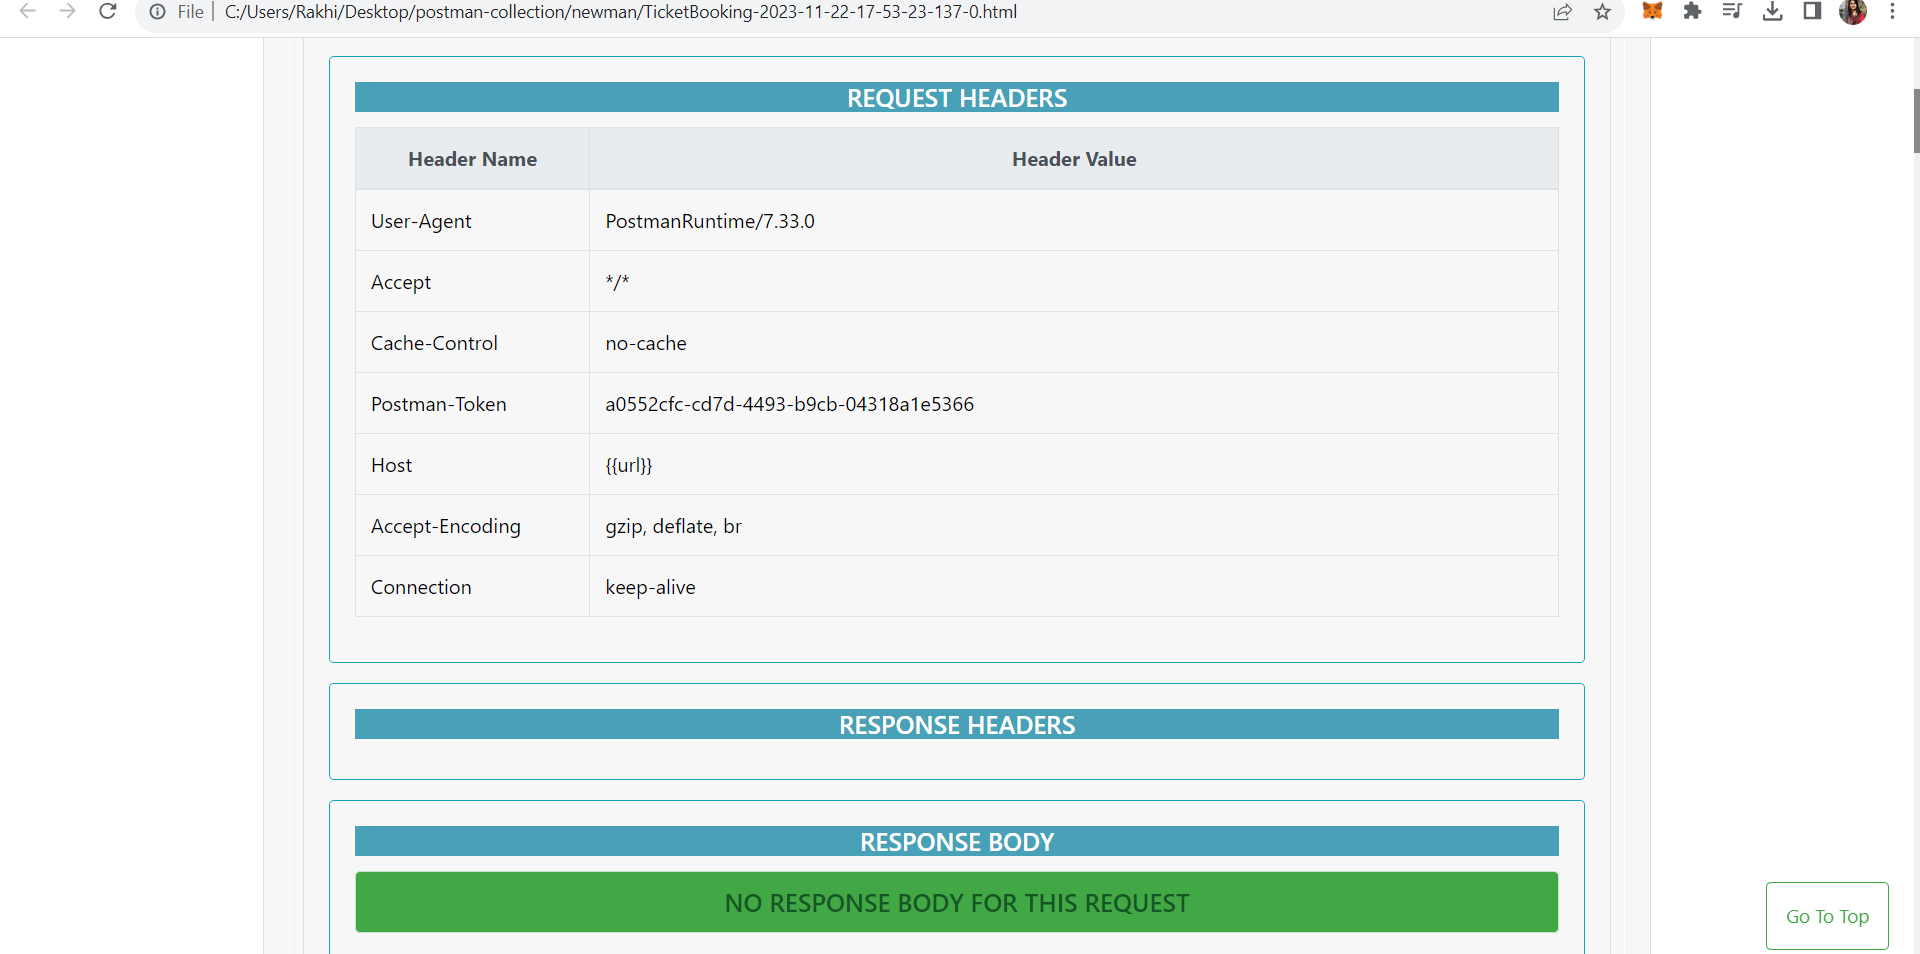 File | C:/Users/Rakhi/Desktop/postman-collection/newman/TicketBooking-2023-11-22-17-53-23-137-0.html
REQUEST HEADERS
Header Name Header Value
User-Agent PostmanRuntime/7.33.0
Accept */*
Cache-Control no-cache
Postman-Token a0552cfc-cd7d-4493-b9cb-04318a1e5366
Host {{url}}
Accept-Encoding gzip, deflate, br
Connection keep-alive
RESPONSE HEADERS
RESPONSE BODY
NO RESPONSE BODY FOR THIS REQUEST
Go To Top